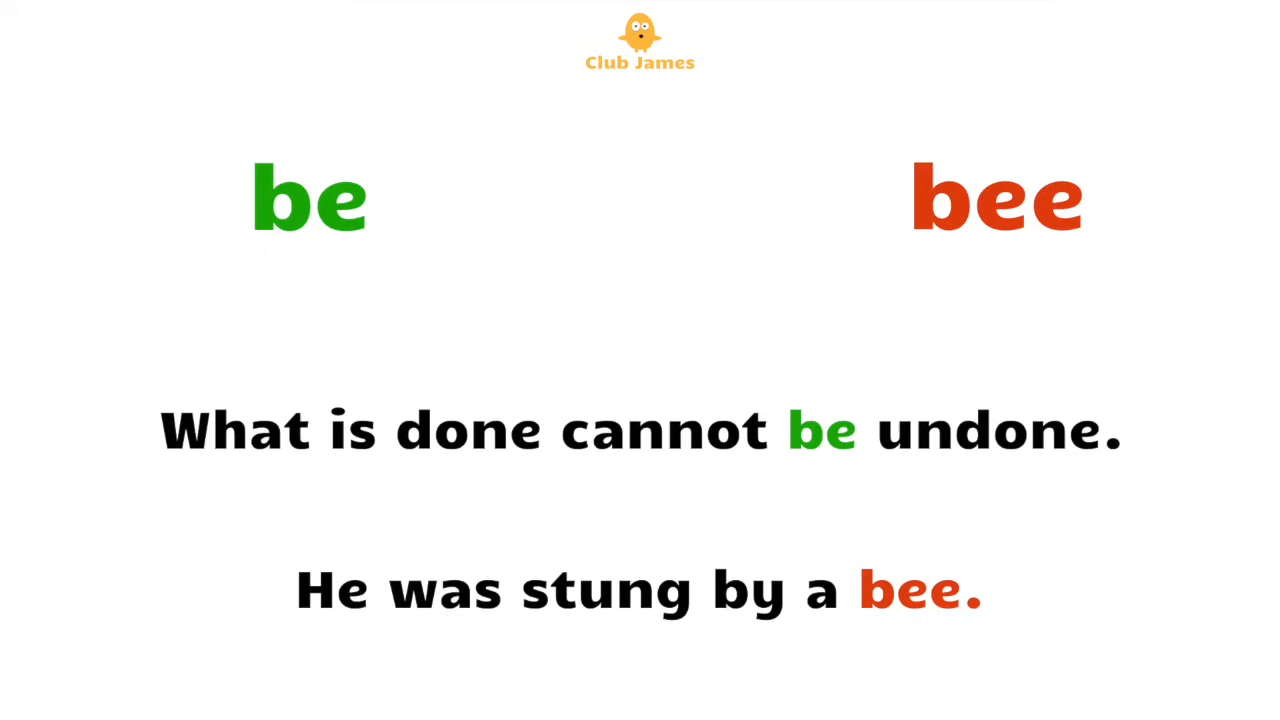 Club James
be bee
What is done cannot be undone.
He was stung by a bee.